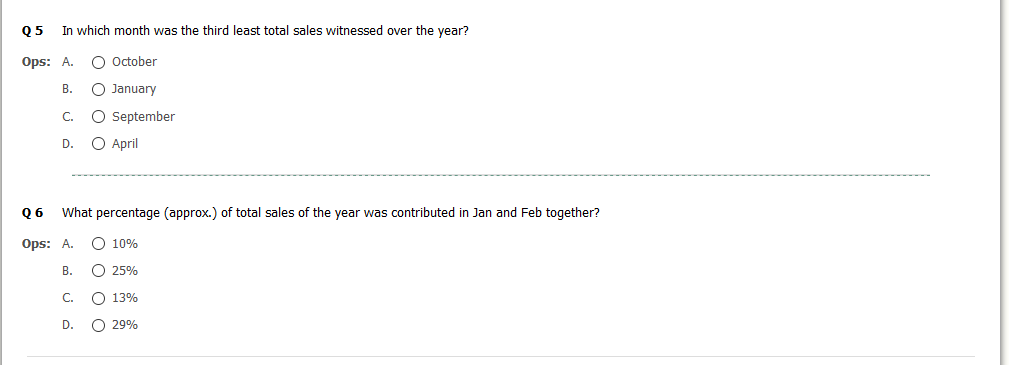 Q 5 In which month was the third least total sales witnessed over the year?
Ops: A. October
B. January
C. September
D. April
Q 6 What percentage (approx.) of total sales of the year was contributed in Jan and Feb together?
Ops: A. 10%
B. 25%
C. 13%
D. 29%